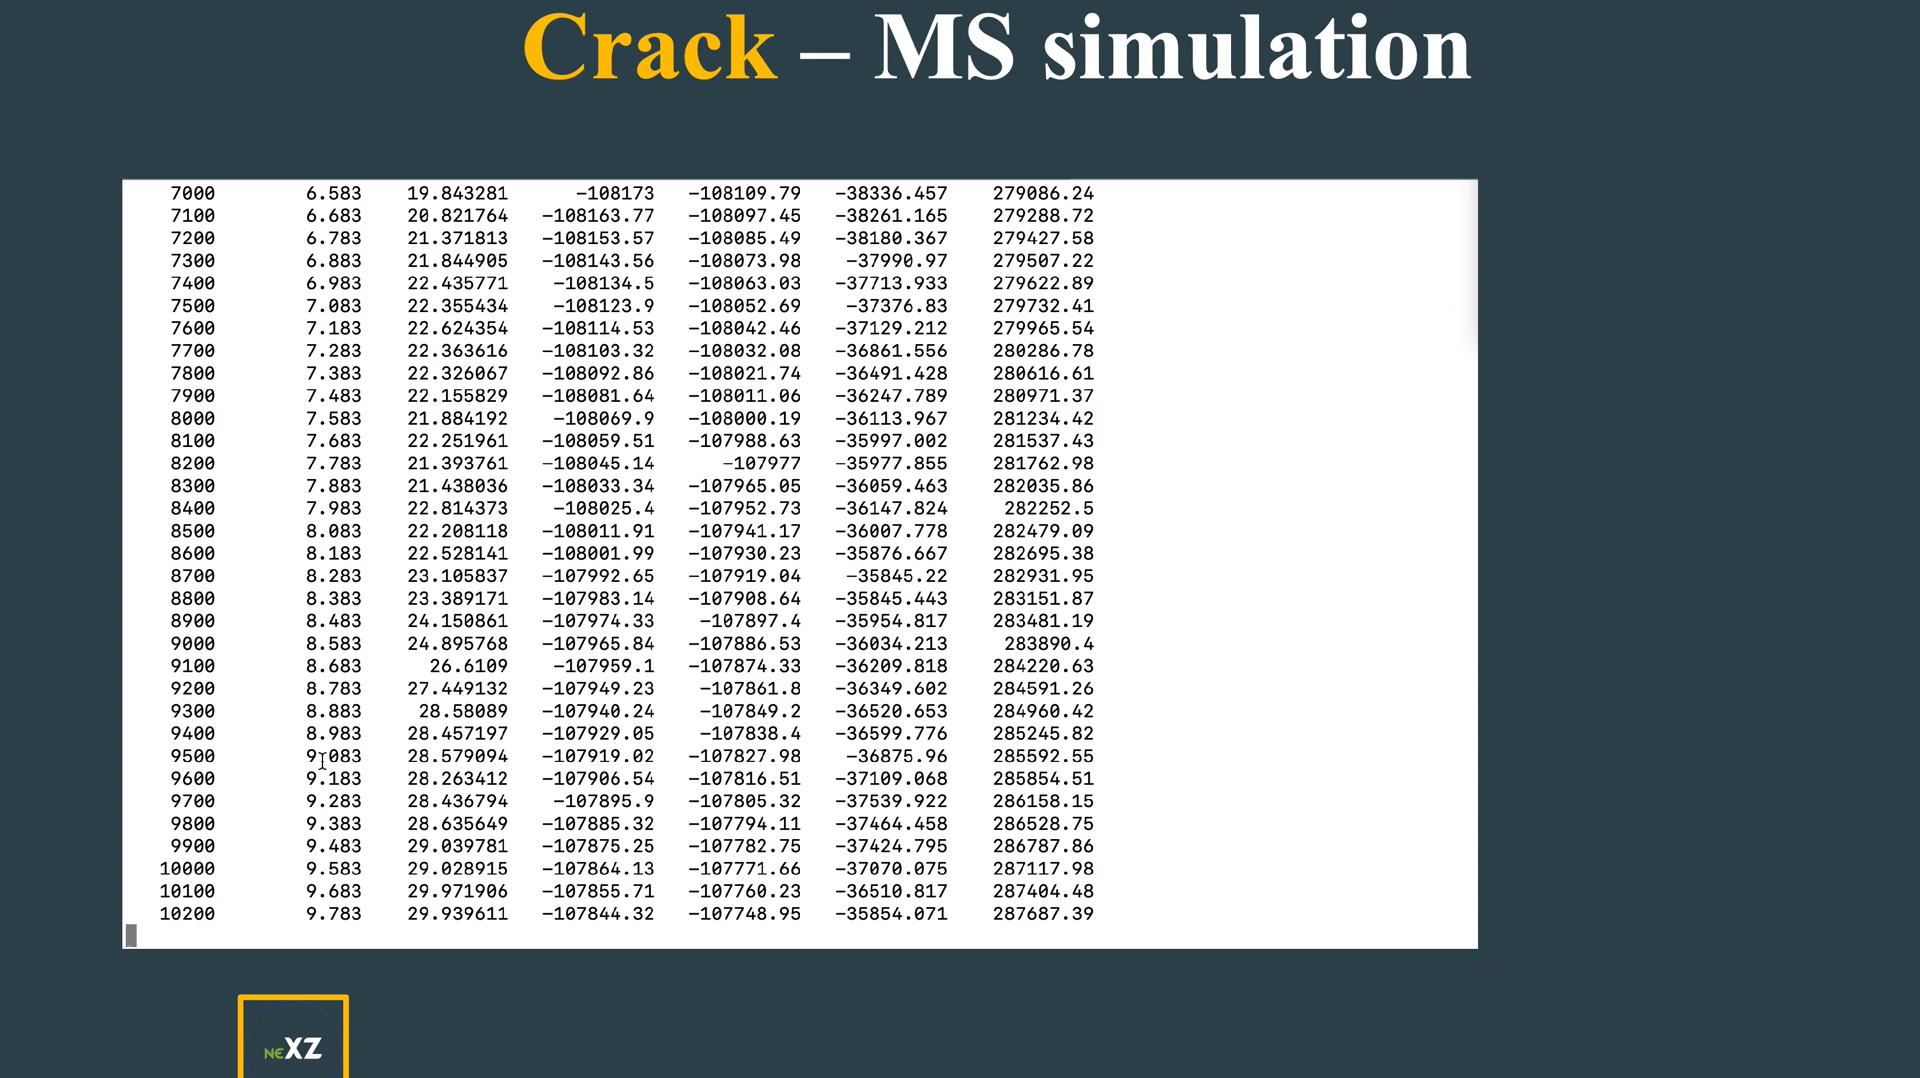 Crack – MS simulation
7000 6.583 19.843281 -108173 -108109.79 -38336.457 279086.24
7100 6.683 20.821764 -108163.77 -108097.45 -38261.165 279288.72
7200 6.783 21.371813 -108153.57 -108085.49 -38180.367 279427.58
7300 6.883 21.844905 -108143.56 -108073.98 -37990.97 279507.22
7400 6.983 22.435771 -108134.5 -108063.03 -37713.933 279622.89
7500 7.083 22.355434 -108123.9 -108052.69 -37376.83 279732.41
7600 7.183 22.624354 -108114.53 -108042.46 -37129.212 279965.54
7700 7.283 22.363616 -108103.32 -108032.08 -36861.556 280286.78
7800 7.383 22.326067 -108092.86 -108021.74 -36491.428 280616.61
7900 7.483 22.155829 -108081.64 -108011.06 -36247.789 280971.37
8000 7.583 21.884192 -108069.9 -108000.19 -36113.967 281234.42
8100 7.683 22.251961 -108059.51 -107988.63 -35997.002 281537.43
8200 7.783 21.393761 -108045.14 -107977 -35977.855 281762.98
8300 7.883 21.438036 -108033.34 -107965.05 -36059.463 282035.86
8400 7.983 22.814373 -108025.4 -107952.73 -36147.824 282252.5
8500 8.083 22.208118 -108011.91 -107941.17 -36007.778 282479.09
8600 8.183 22.528141 -108001.99 -107930.23 -35876.667 282695.38
8700 8.283 23.105837 -107992.65 -107919.04 -35845.22 282931.95
8800 8.383 23.389171 -107983.14 -107908.64 -35845.443 283151.87
8900 8.483 24.150861 -107974.33 -107897.4 -35954.817 283481.19
9000 8.583 24.895768 -107965.84 -107886.53 -36034.213 283890.4
9100 8.683 26.6109 -107959.1 -107874.33 -36209.818 284220.63
9200 8.783 27.449132 -107949.23 -107861.8 -36349.602 284591.26
9300 8.883 28.58089 -107940.24 -107849.2 -36520.653 284960.42
9400 8.983 28.457197 -107929.05 -107838.4 -36599.776 285245.82
9500 9.083 28.579094 -107919.02 -107827.98 -36875.96 285592.55
9600 9.183 28.263412 -107906.54 -107816.51 -37109.068 285854.51
9700 9.283 28.436794 -107895.9 -107805.32 -37539.922 286158.15
9800 9.383 28.635649 -107885.32 -107794.11 -37464.458 286528.75
9900 9.483 29.039781 -107875.25 -107782.75 -37424.795 286787.86
10000 9.583 29.028915 -107864.13 -107771.66 -37070.075 287117.98
10100 9.683 29.971906 -107855.71 -107760.23 -36510.817 287404.48
10200 9.783 29.939611 -107844.32 -107748.95 -35854.071 287687.39
NEXZ